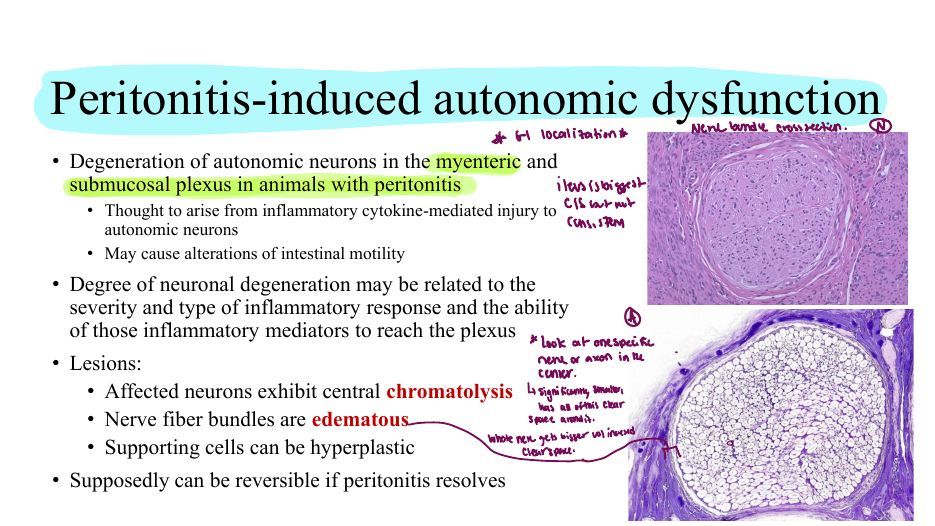 Peritonitis-induced autonomic dysfunction
* GI localization *
Nerve bundle cross section. N
• Degeneration of autonomic neurons in the myenteric and
submucosal plexus in animals with peritonitis
• Thought to arise from inflammatory cytokine-mediated injury to
autonomic neurons
• May cause alterations of intestinal motility
ileus is biggest
CIS but not
• Degree of neuronal degeneration may be related to the
severity and type of inflammatory response and the ability
of those inflammatory mediators to reach the plexus
• Lesions:
• Affected neurons exhibit central chromatolysis
• Nerve fiber bundles are edematous
• Supporting cells can be hyperplastic
• Supposedly can be reversible if peritonitis resolves
A
* look at one specific
nerve or axon in the
center.
↳ significantly smaller,
has all of this clear
space around it.
whole nerve gets bigger w/ increased
clear space.